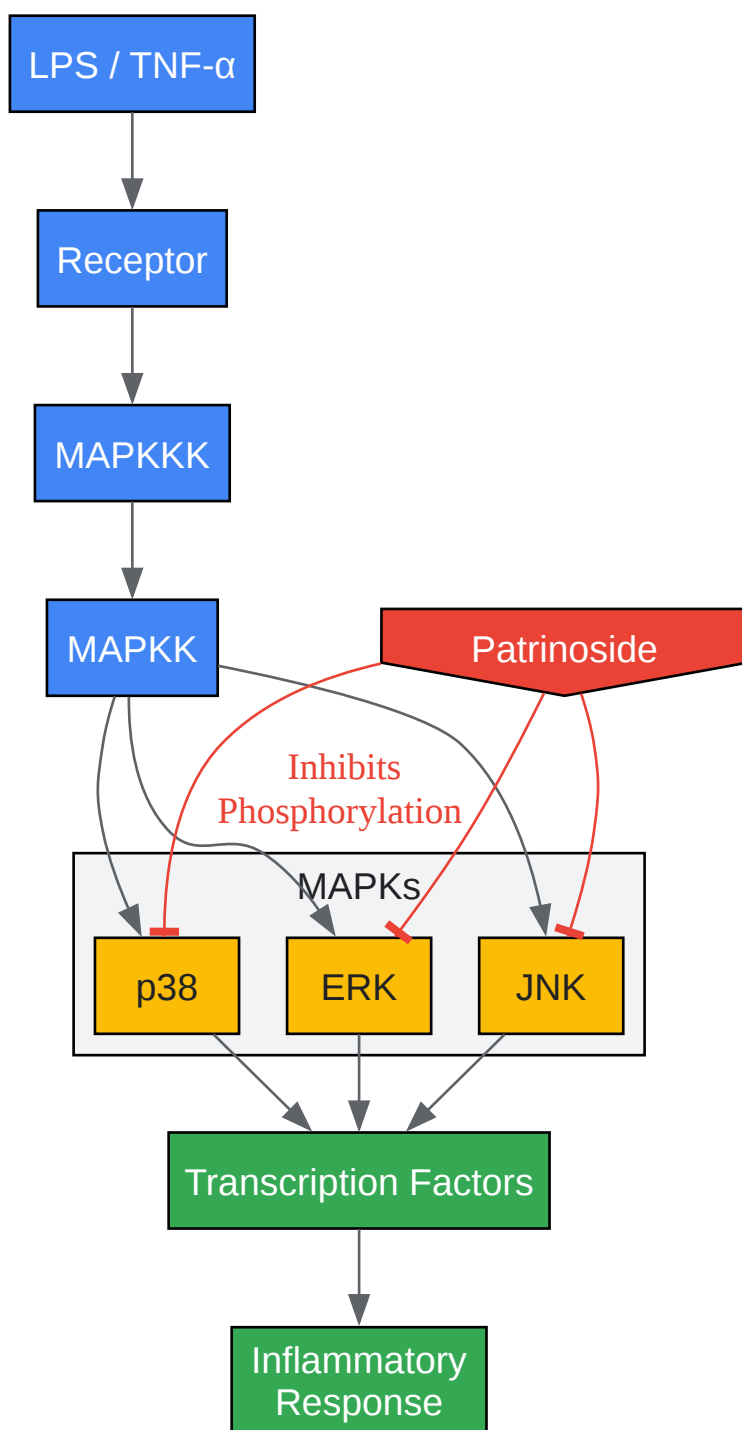 LPS / TNF-α
Receptor
MAPKKK
MAPKK
Patrinoside
Inhibits
Phosphorylation
MAPKs
p38
ERK
JNK
Transcription Factors
Inflammatory
Response